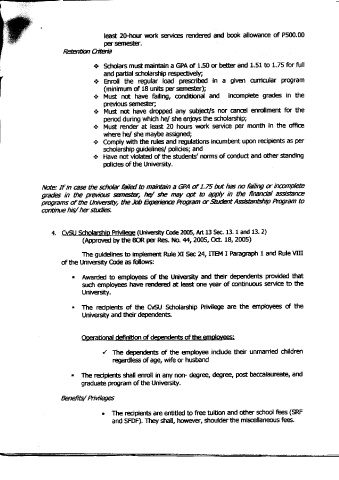 least 20-hour work services rendered and book allowance of P500.00
per semester.
Retention Criteria
❖ Scholars must maintain a GPA of 1.50 or better and 1.51 to 1.75 for full
and partial scholarship respectively;
❖ Enroll the regular load prescribed in a given curricular program
(minimum of 18 units per semester);
❖ Must not have failing, conditional and incomplete grades in the
previous semester;
❖ Must not have dropped any subject/s nor cancel enrollment for the
period during which he/ she enjoys the scholarship;
❖ Must render at least 20 hours work service per month in the office
where he/ she maybe assigned;
❖ Comply with the rules and regulations incumbent upon recipients as per
scholarship guidelines/ policies; and
❖ Have not violated of the students' norms of conduct and other standing
policies of the University.
Note: If in case the scholar failed to maintain a GPA of 1.75 but has no failing or incomplete
grades in the previous semester, he/ she may opt to apply in the financial assistance
programs of the University, the Job Experience Program or Student Assistantship Program to
continue his/ her studies.
4. CvSU Scholarship Privilege (University Code 2005, Art 13 Sec. 13. 1 and 13. 2)
(Approved by the BOR per Res. No. 44, 2005, Oct. 18, 2005)
The guidelines to implement Rule XI Sec 24, ITEM I Paragraph 1 and Rule VIII
of the University Code as follows:
▪ Awarded to employees of the University and their dependents provided that
such employees have rendered at least one year of continuous service to the
University.
▪ The recipients of the CvSU Scholarship Privilege are the employees of the
University and their dependents.
Operational definition of dependents of the employees:
✓ The dependents of the employee include their unmarried children
regardless of age, wife or husband
▪ The recipients shall enroll in any non- degree, degree, post baccalaureate, and
graduate program of the University.
Benefits/ Privileges
▪ The recipients are entitled to free tuition and other school fees (SRF
and SFDF). They shall, however, shoulder the miscellaneous fees.